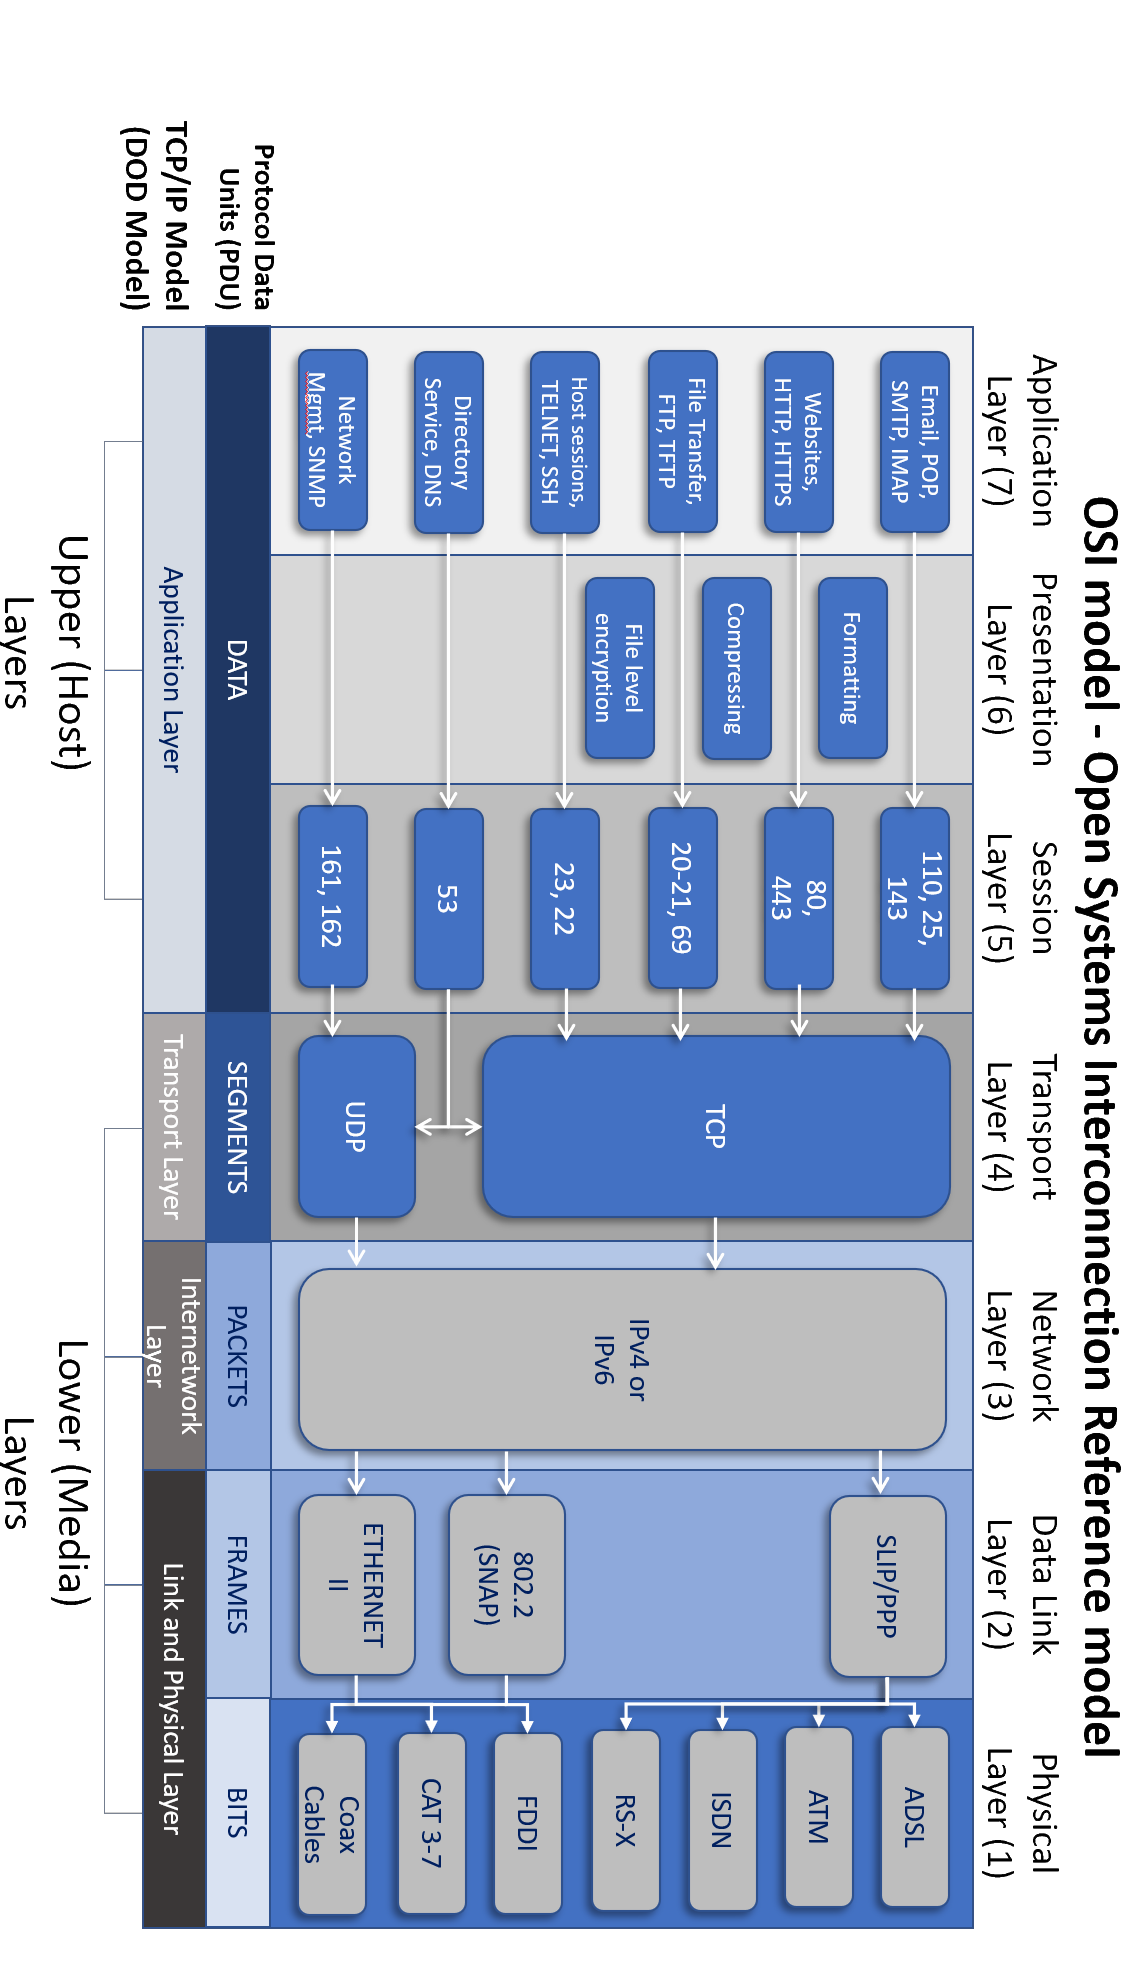 OSI model - Open Systems Interconnection Reference model
Application
Layer (7)
Presentation
Layer (6)
Session
Layer (5)
Transport
Layer (4)
Network
Layer (3)
Data Link
Layer (2)
Physical
Layer (1)
Email, POP,
SMTP, IMAP
Websites,
HTTP, HTTPS
File Transfer,
FTP, TFTP
Host sessions,
TELNET, SSH
Directory
Service, DNS
Network
Mgmt, SNMP
Formatting
Compressing
File level
encryption
110, 25,
143
80,
443
20-21, 69
23, 22
53
161, 162
TCP
UDP
IPv4 or
IPv6
SLIP/PPP
802.2
(SNAP)
ETHERNET
II
ADSL
ATM
ISDN
RS-X
FDDI
CAT 3-7
Coax
Cables
Protocol Data
Units (PDU)
DATA
SEGMENTS
PACKETS
FRAMES
BITS
TCP/IP Model
(DOD Model)
Application Layer
Transport Layer
Internetwork
Layer
Link and Physical Layer
Upper (Host)
Layers
Lower (Media)
Layers